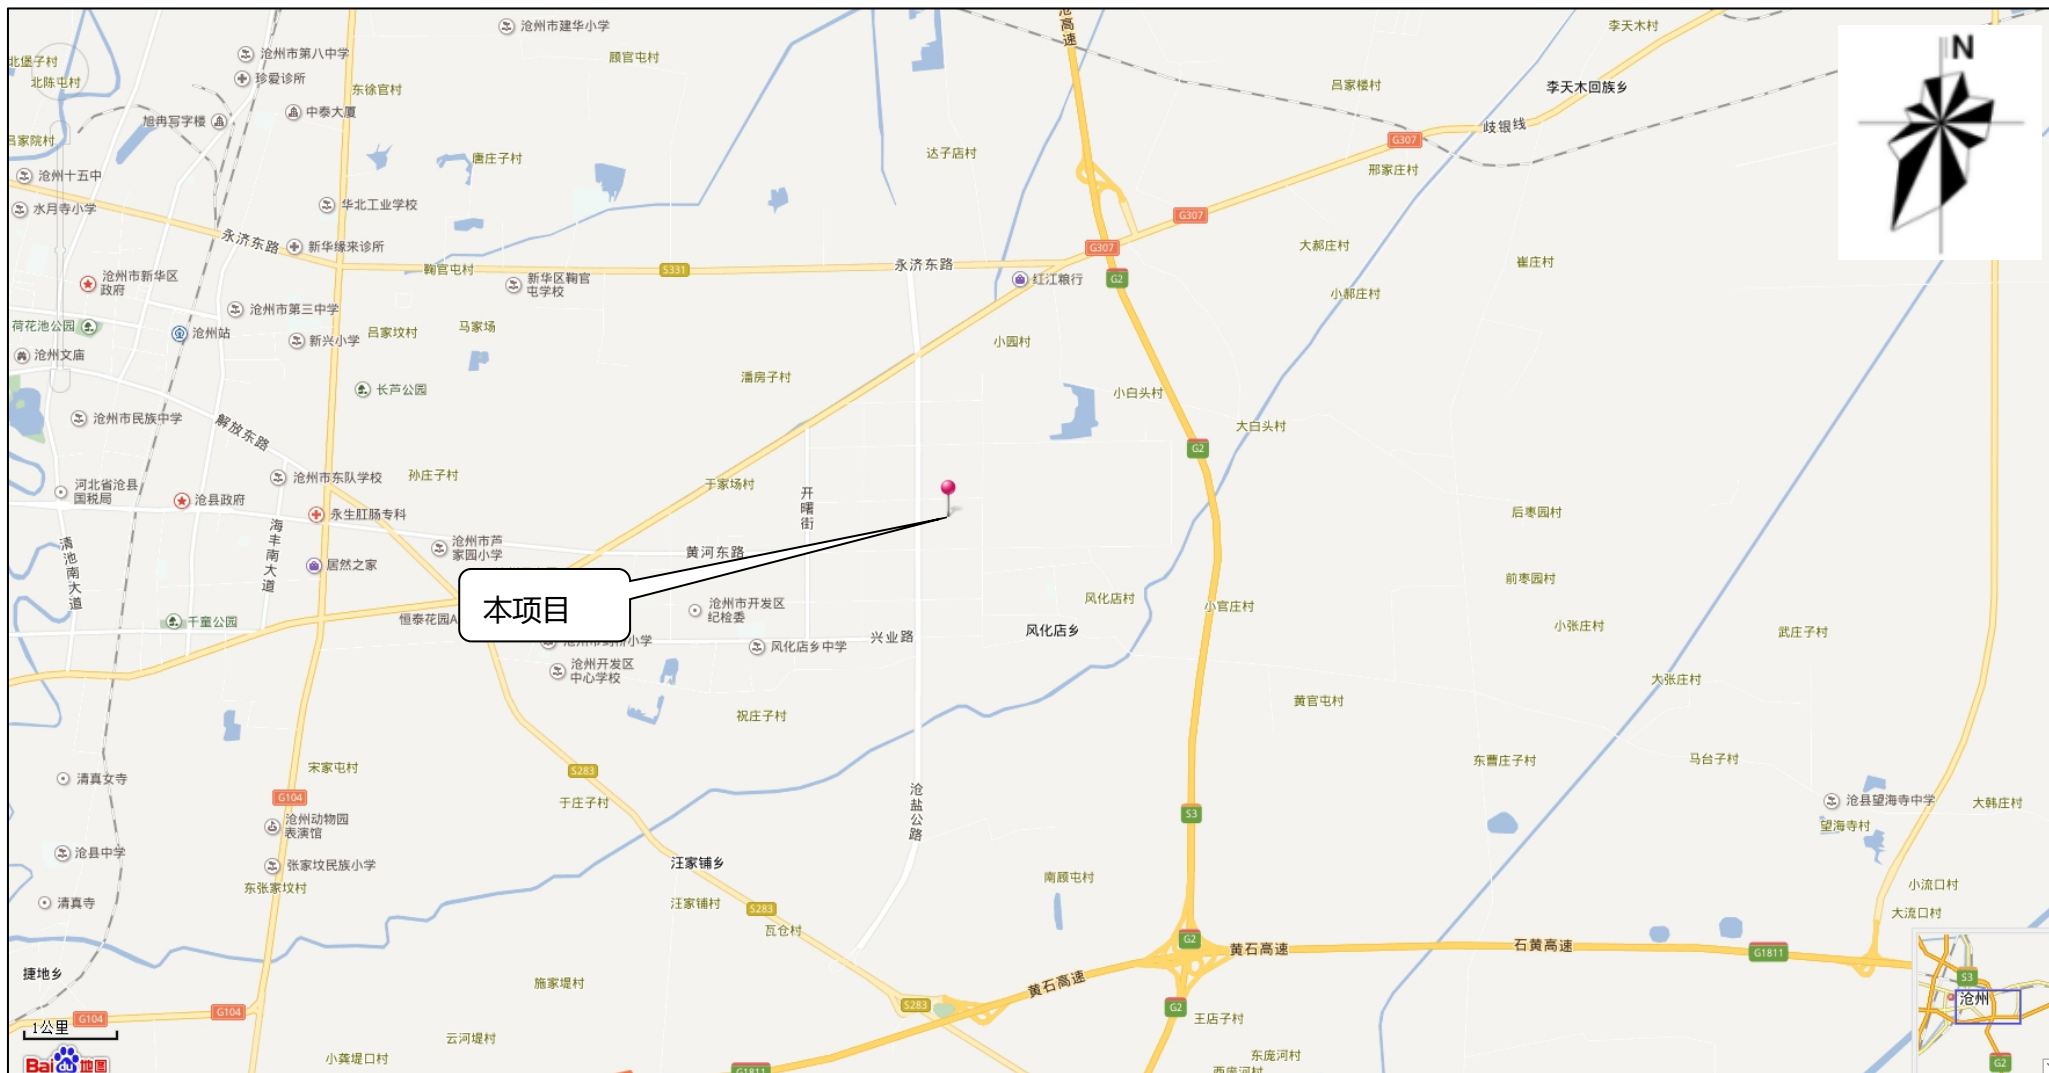 沧州市建华小学
沧高速
李天木村
N
沧州市第八中学
顾官屯村
北堡子村
珍爱诊所
北陈屯村
东徐官村
吕家楼村
李天木回族乡
中泰大厦
旭冉写字楼
岐银线
吕家院村
G307
唐庄子村
达子店村
邢家庄村
沧州十五中
华北工业学校
水月寺小学
G307
永济东路
新华缘来诊所
G307
大郝庄村
鞠官屯村
S331
永济东路
崔庄村
沧州市新华区
政府
新华区鞠官
屯学校
红江粮行
G2
小郝庄村
沧州市第三中学
荷花池公园
沧州站
吕家坟村
马家场
新兴小学
小园村
沧州文庙
潘房子村
长芦公园
小白头村
沧州市民族中学
解放东路
大白头村
G2
沧州市东队学校
孙庄子村
于家场村
河北省沧县
国税局
沧县政府
开曙街
后枣园村
永生肛肠专科
海丰南大道
清池南大道
沧州市芦
家园小学
黄河东路
居然之家
前枣园村
本项目
风化店村
小官庄村
沧州市开发区
纪检委
千童公园
恒泰花园A
风化店乡
小张庄村
武庄子村
兴业路
风化店乡中学
沧州开发区
中心学校
大张庄村
黄官屯村
祝庄子村
东曹庄子村
马台子村
宋家屯村
S283
清真女寺
G104
于庄子村
沧盐公路
S3
沧县望海寺中学
大韩庄村
沧州动物园
表演馆
望海寺村
沧县中学
张家坟民族小学
汪家铺乡
南顾屯村
东张家坟村
小流口村
清真寺
汪家铺村
S283
大流口村
瓦仓村
G2
黄石高速
石黄高速
G1811
捷地乡
施家堤村
黄石高速
S3
沧州
S283
G2
G104
G104
王店子村
1公里
云河堤村
小龚堤口村
东庞河村
G2
Bai du 地图
G1811
西庞河村